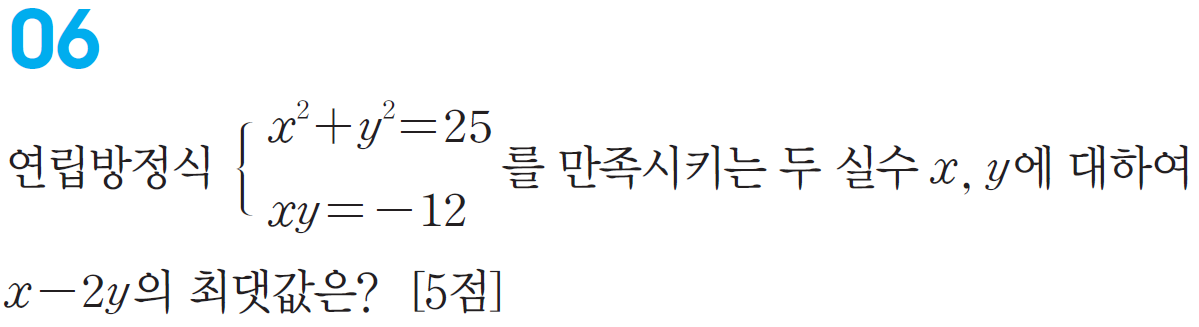 06
연립방정식 { x²+y²=25
xy=-12 를 만족시키는 두 실수 x, y에 대하여
x-2y의 최댓값은? [5점]